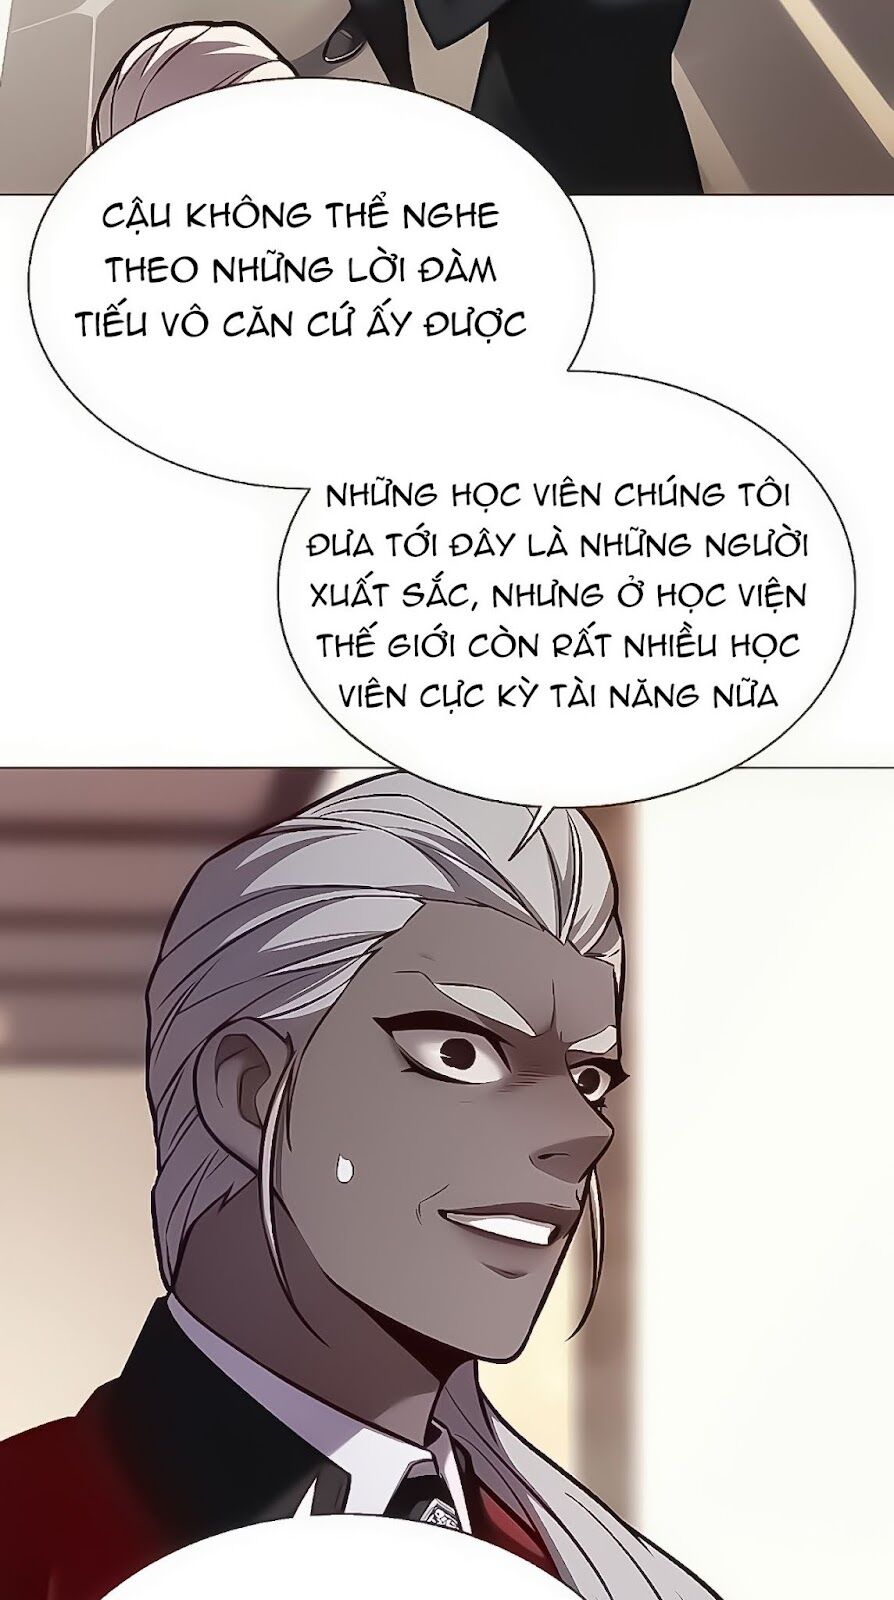 CẬU KHÔNG THỂ NGHE
THEO NHỮNG LỜI ĐÀM
TIẾU VÔ CĂN CỨ ẤY ĐƯỢC
NHỮNG HỌC VIÊN CHÚNG TÔI
ĐƯA TỚI ĐÂY LÀ NHỮNG NGƯỜI
XUẤT SẮC, NHƯNG Ở HỌC VIỆN
THẾ GIỚI CÒN RẤT NHIỀU HỌC
VIÊN CỰC KỲ TÀI NĂNG NỮA